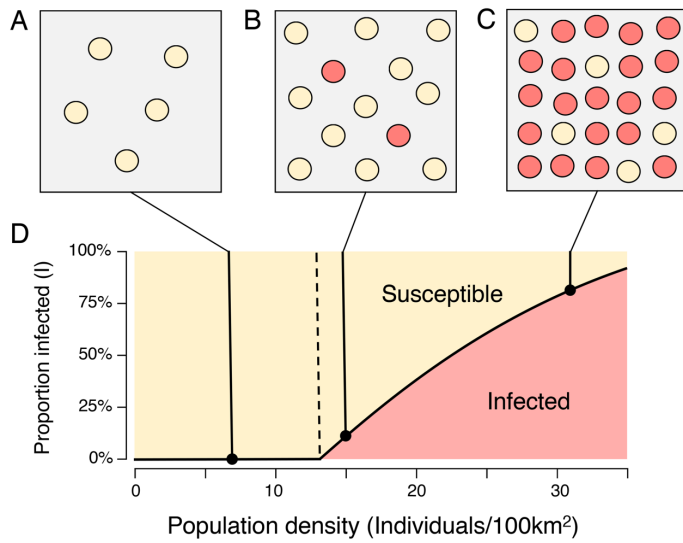 A
B
C
D
100%
75%
50%
25%
0%
Proportion infected (I)
Susceptible
Infected
0
10
20
30
Population density (Individuals/100km²)